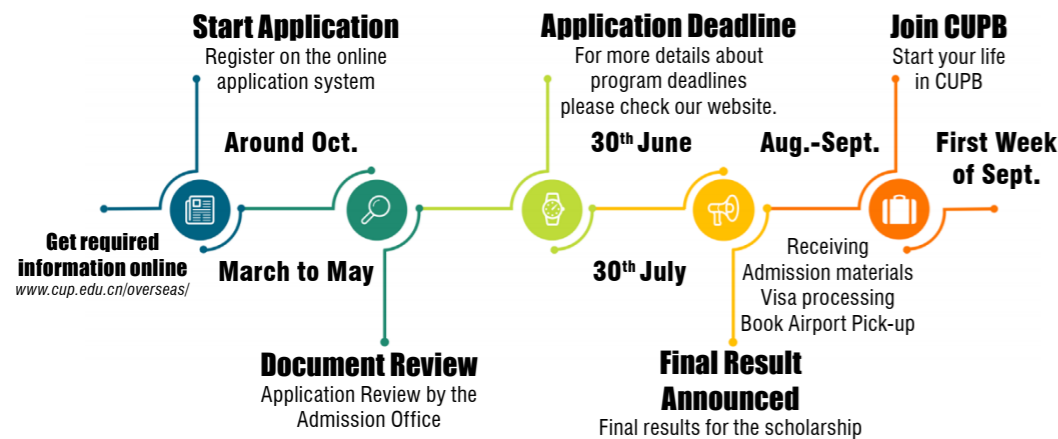 Start Application
Register on the online
application system
Application Deadline
For more details about
program deadlines
please check our website.
Join CUPB
Start your life
in CUPB
Around Oct.
30th June
Aug.-Sept.
First Week
of Sept.
Get required
information online
www.cup.edu.cn/overseas/
March to May
30th July
Receiving
Admission materials
Visa processing
Book Airport Pick-up
Document Review
Application Review by the
Admission Office
Final Result
Announced
Final results for the scholarship